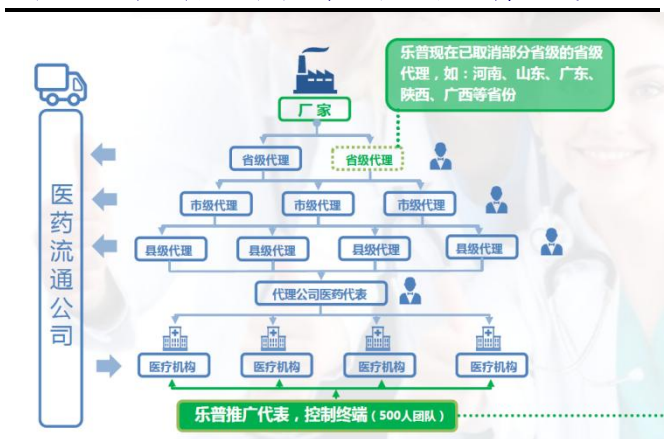 乐普现在已取消部分省级的省级
代理,如:河南、山东、广东、
陕西、广西等省份
厂家
省级代理
省级代理
市级代理
市级代理
市级代理
县级代理
县级代理
县级代理
县级代理
代理公司医药代表
医疗机构
医疗机构
医疗机构
医疗机构
乐普推广代表,控制终端(500人团队)
医药流通公司